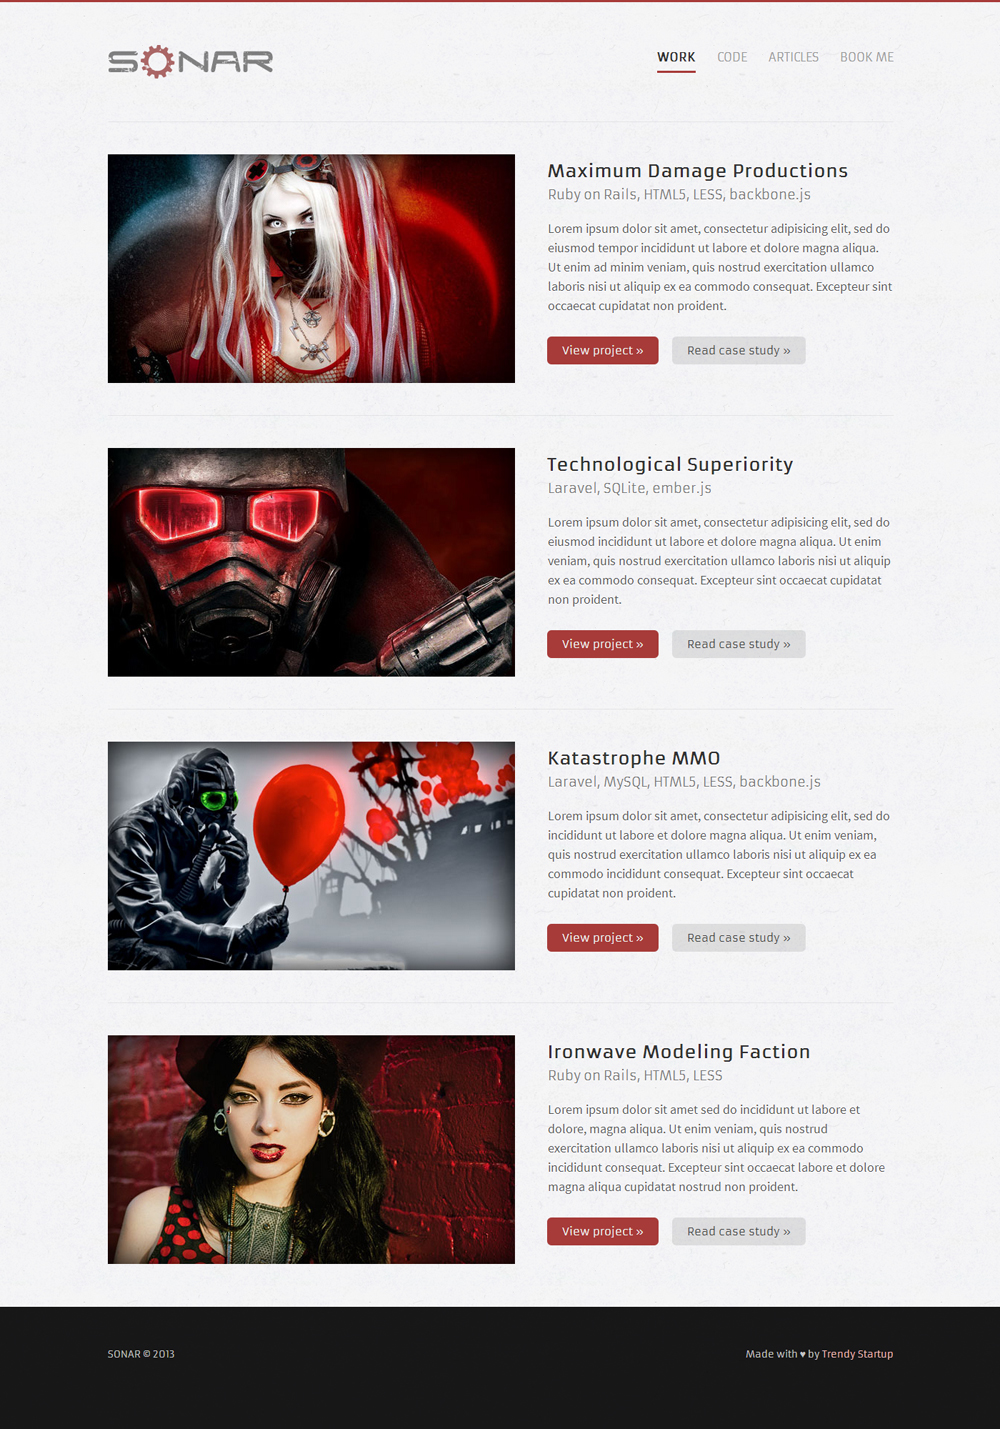 SONAR
WORK CODE ARTICLES BOOK ME
Maximum Damage Productions
Ruby on Rails, HTML5, LESS, backbone.js
Lorem ipsum dolor sit amet, consectetur adipisicing elit, sed do
eiusmod tempor incididunt ut labore et dolore magna aliqua.
Ut enim ad minim veniam, quis nostrud exercitation ullamco
laboris nisi ut aliquip ex ea commodo consequat. Excepteur sint
occaecat cupidatat non proident.
View project » Read case study »
Technological Superiority
Laravel, SQLite, ember.js
Lorem ipsum dolor sit amet, consectetur adipisicing elit, sed do
eiusmod incididunt ut labore et dolore magna aliqua. Ut enim
veniam, quis nostrud exercitation ullamco laboris nisi ut aliquip
ex ea commodo consequat. Excepteur sint occaecat cupidatat
non proident.
View project » Read case study »
Katastrophe MMO
Laravel, MySQL, HTML5, LESS, backbone.js
Lorem ipsum dolor sit amet, consectetur adipisicing elit, sed do
incididunt ut labore et dolore magna aliqua. Ut enim veniam,
quis nostrud exercitation ullamco laboris nisi ut aliquip ex ea
commodo incididunt consequat. Excepteur sint occaecat
cupidatat non proident.
View project » Read case study »
Ironwave Modeling Faction
Ruby on Rails, HTML5, LESS
Lorem ipsum dolor sit amet sed do incididunt ut labore et
dolore, magna aliqua. Ut enim veniam, quis nostrud
exercitation ullamco laboris nisi ut aliquip ex ea commodo
incididunt consequat. Excepteur sint occaecat labore et dolore
magna aliqua cupidatat nostrud non proident.
View project » Read case study »
SONAR © 2013
Made with ♥ by Trendy Startup